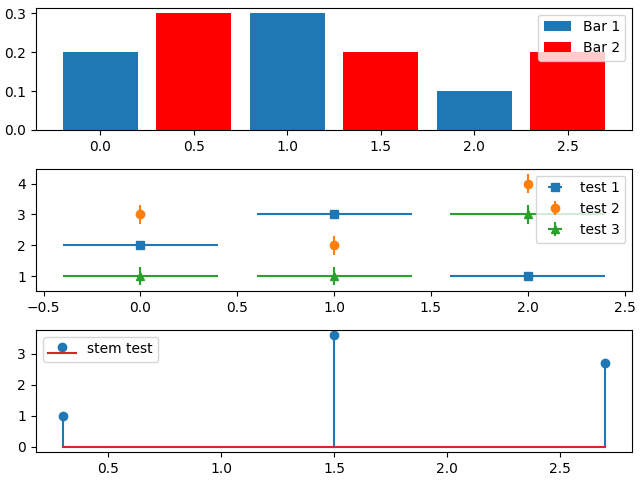 0.3
0.2
0.1
0.0
Bar 1
Bar 2
0.0 0.5 1.0 1.5 2.0 2.5
4
3
2
1
test 1
test 2
test 3
−0.5 0.0 0.5 1.0 1.5 2.0 2.5
3
2
1
0
stem test
0.5 1.0 1.5 2.0 2.5